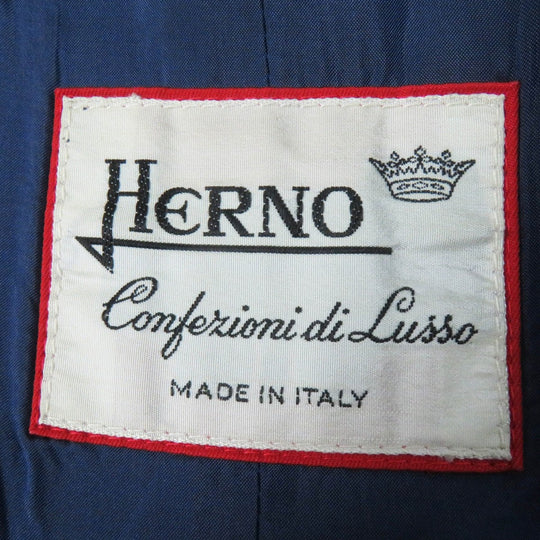 HERNO
Confezioni di Lusso
MADE IN ITALY